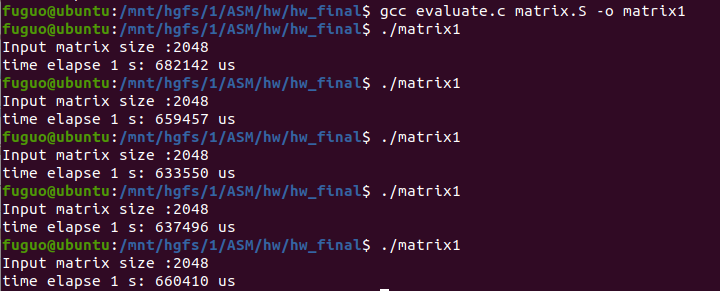 fuguo@ubuntu:/mnt/hgfs/1/ASM/hw/hw_final$ gcc evaluate.c matrix.S -o matrix1
fuguo@ubuntu:/mnt/hgfs/1/ASM/hw/hw_final$ ./matrix1
Input matrix size :2048
time elapse 1 s: 682142 us
fuguo@ubuntu:/mnt/hgfs/1/ASM/hw/hw_final$ ./matrix1
Input matrix size :2048
time elapse 1 s: 659457 us
fuguo@ubuntu:/mnt/hgfs/1/ASM/hw/hw_final$ ./matrix1
Input matrix size :2048
time elapse 1 s: 633550 us
fuguo@ubuntu:/mnt/hgfs/1/ASM/hw/hw_final$ ./matrix1
Input matrix size :2048
time elapse 1 s: 637496 us
fuguo@ubuntu:/mnt/hgfs/1/ASM/hw/hw_final$ ./matrix1
Input matrix size :2048
time elapse 1 s: 660410 us